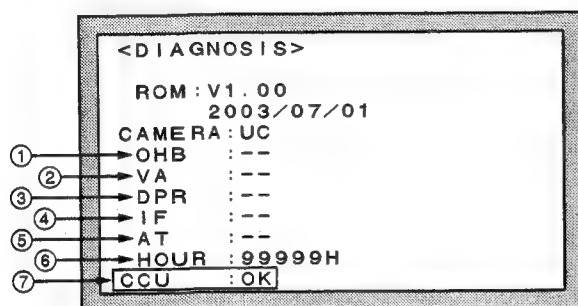 <DIAGNOSIS>
ROM:V1.00
2003/07/01
CAMERA:UC
① OHB :--
② VA :--
③ DPR :--
④ IF :--
⑤ AT :--
⑥ HOUR :99999H
⑦ CCU :OK